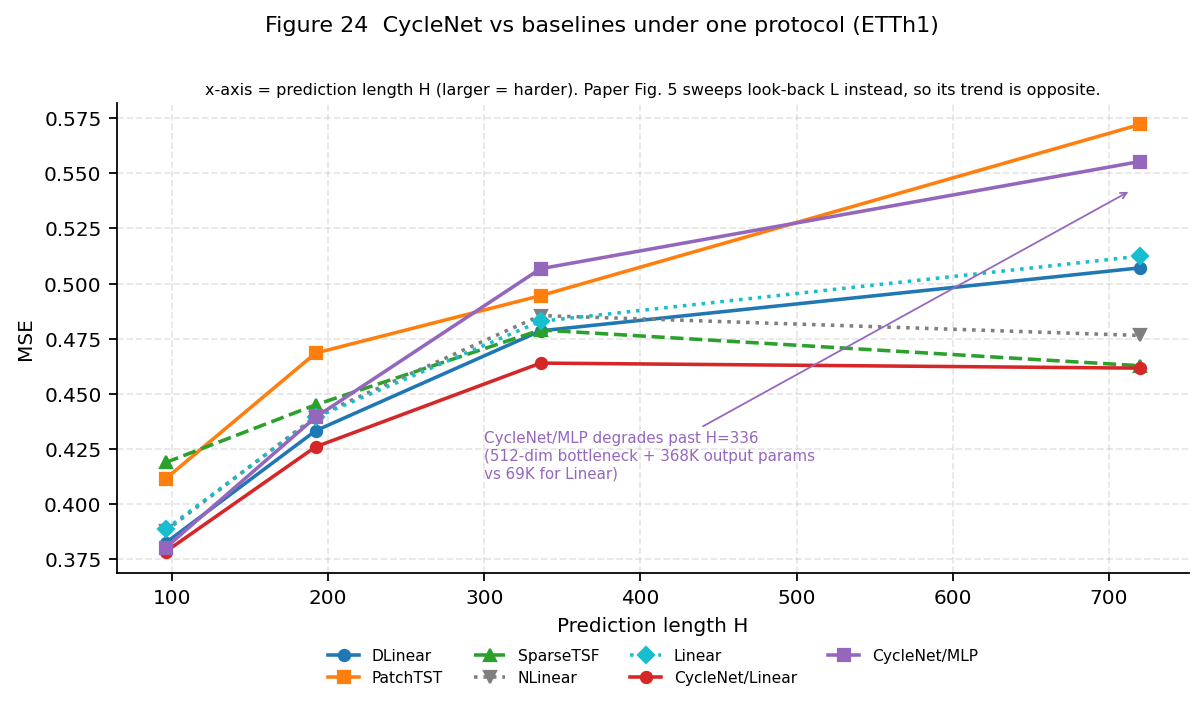 Figure 24  CycleNet vs baselines under one protocol (ETTh1)
x-axis = prediction length H (larger = harder). Paper Fig. 5 sweeps look-back L instead, so its trend is opposite.
MSE
0.575
0.550
0.525
0.500
0.475
0.450
0.425
0.400
0.375
CycleNet/MLP degrades past H=336
(512-dim bottleneck + 368K output params
vs 69K for Linear)
100 200 300 400 500 600 700
Prediction length H
DLinear SparseTSF Linear CycleNet/MLP
PatchTST NLinear CycleNet/Linear